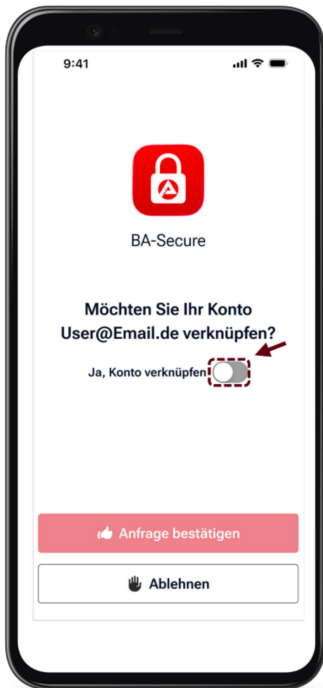 9:41
BA-Secure
Möchten Sie Ihr Konto
User@Email.de verknüpfen?
Ja, Konto verknüpfen
Anfrage bestätigen
Ablehnen